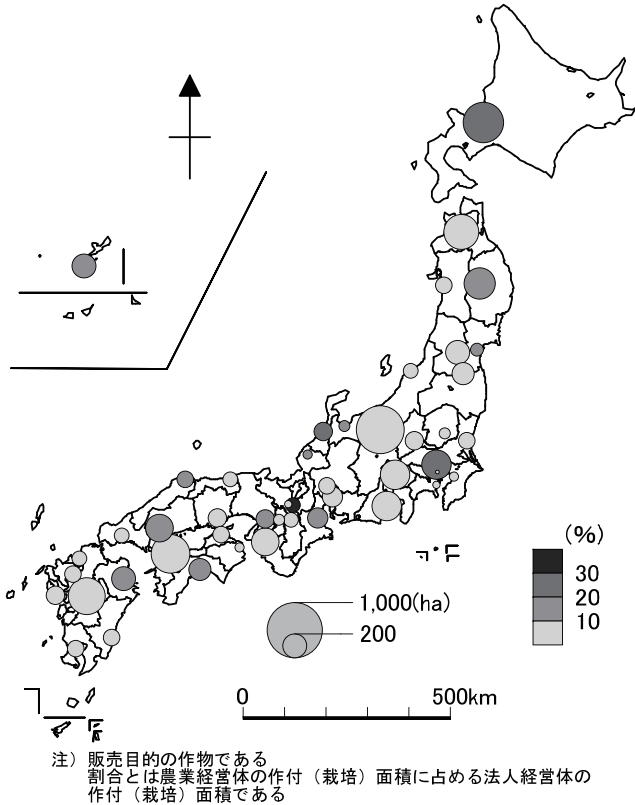 (%)
30
20
10
1,000(ha)
200
0 500km
注）販売目的の作物である
割合とは農業経営体の作付（栽培）面積に占める法人経営体の
作付（栽培）面積である